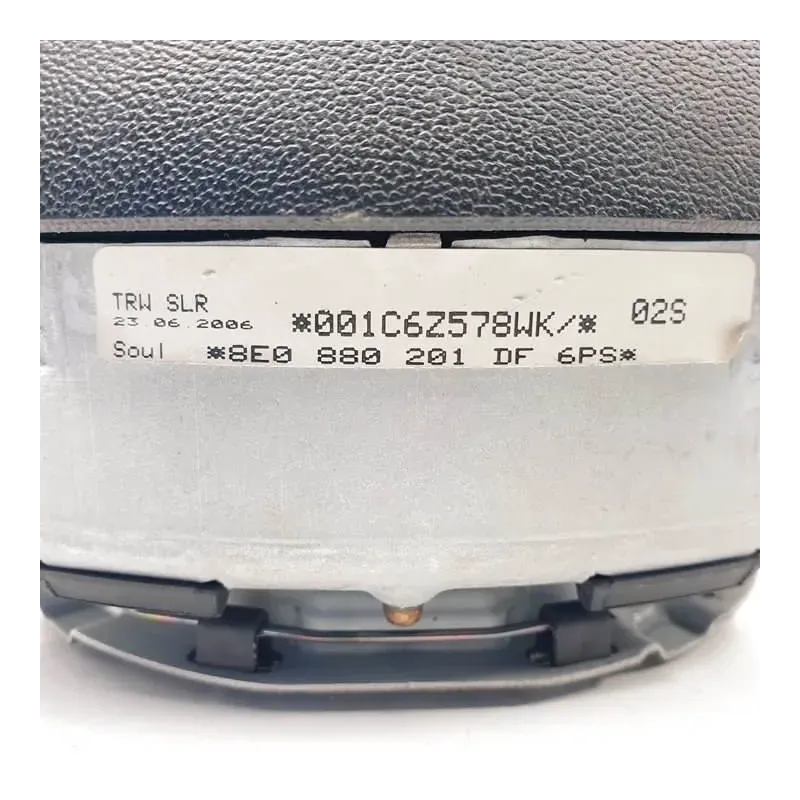 TRW SLR
23.06.2006 *001C6Z578WK/* 02S
Soul *8E0 880 201 DF 6PS*